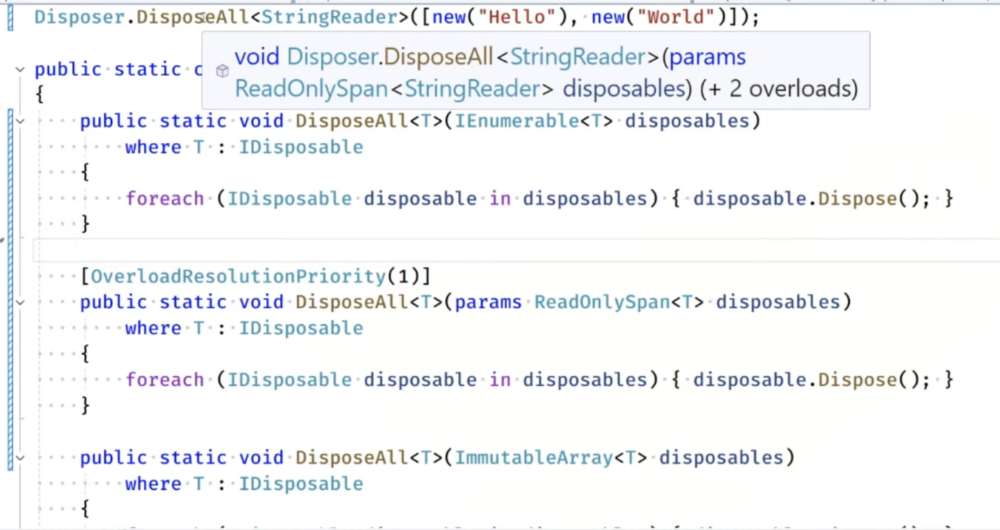 Disposer.DisposeAll<StringReader>([new("Hello"), new("World")]);
void Disposer.DisposeAll<StringReader>(params
ReadOnlySpan<StringReader> disposables) (+ 2 overloads)
public static
{
public static void DisposeAll<T>(IEnumerable<T> disposables)
where T : IDisposable
{
foreach (IDisposable disposable in disposables) { disposable.Dispose(); }
}
[OverloadResolutionPriority(1)]
public static void DisposeAll<T>(params ReadOnlySpan<T> disposables)
where T : IDisposable
{
foreach (IDisposable disposable in disposables) { disposable.Dispose(); }
}
public static void DisposeAll<T>(ImmutableArray<T> disposables)
where T : IDisposable
{